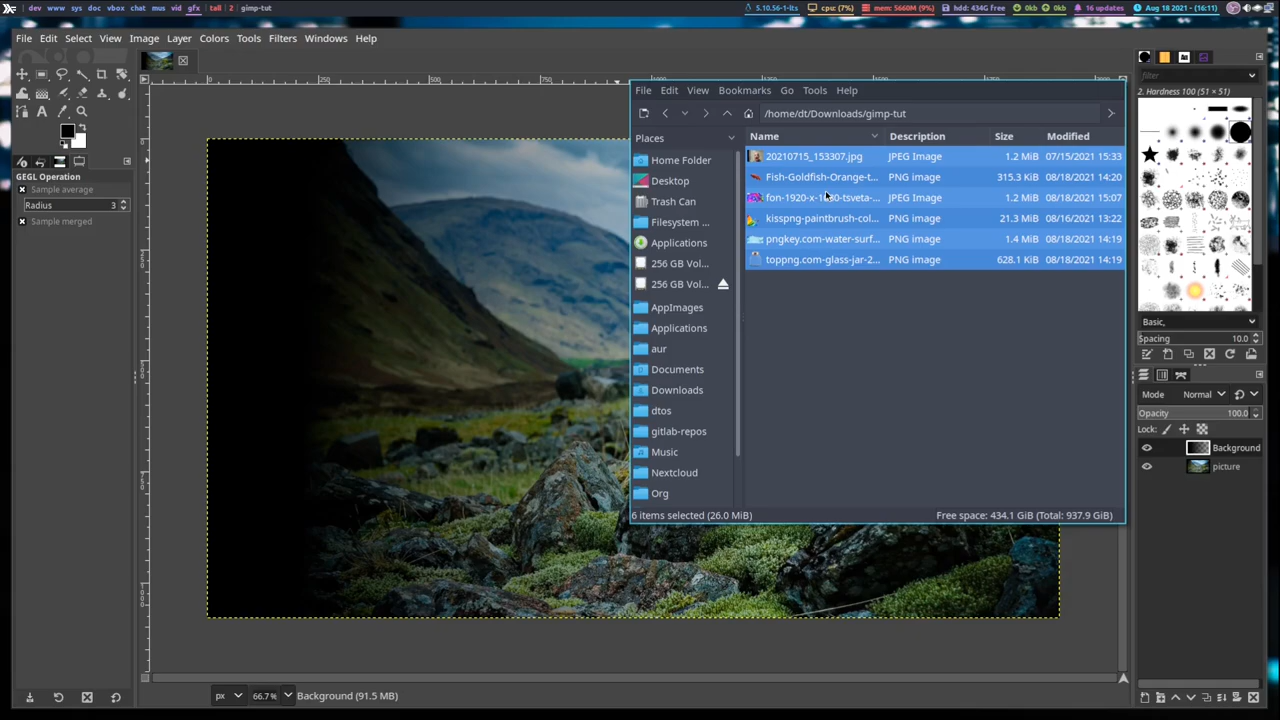 dev www sys doc vbox chat mus vid gfx | tall | 2 | gimp-tut
5.10.56-1-lts cpu: (7%) mem: 5660M (9%) hdd: 434G Free 0kb 0kb 16 updates Aug 18 2021 - (16:11)
File Edit Select View Image Layer Colors Tools Filters Windows Help
GEGL Operation
Sample average
Radius 3
Sample merged
0 250 500 750
File Edit View Bookmarks Go Tools Help
/home/dt/Downloads/gimp-tut
Places
Home Folder
Desktop
Trash Can
Filesystem ...
Applications
256 GB Vol...
256 GB Vol...
AppImages
Applications
aur
Documents
Downloads
dtos
gitlab-repos
Music
Nextcloud
Org
Name Description Size Modified
20210715_153307.jpg JPEG Image 1.2 MiB 07/15/2021 15:33
Fish-Goldfish-Orange-t... PNG image 315.3 KiB 08/18/2021 14:20
fon-1920-x-1080-tsveta-... JPEG Image 1.2 MiB 08/18/2021 15:07
kisspng-paintbrush-col... PNG image 21.3 MiB 08/16/2021 13:22
pngkey.com-water-surf... PNG image 1.4 MiB 08/18/2021 14:19
toppng.com-glass-jar-2... PNG image 628.1 KiB 08/18/2021 14:19
6 items selected (26.0 MiB) Free space: 434.1 GiB (Total: 937.9 GiB)
filter
2. Hardness 100 (51 × 51)
Basic,
Spacing 10.0
Mode Normal
Opacity 100.0
Lock:
Background
picture
px 66.7 % Background (91.5 MB)